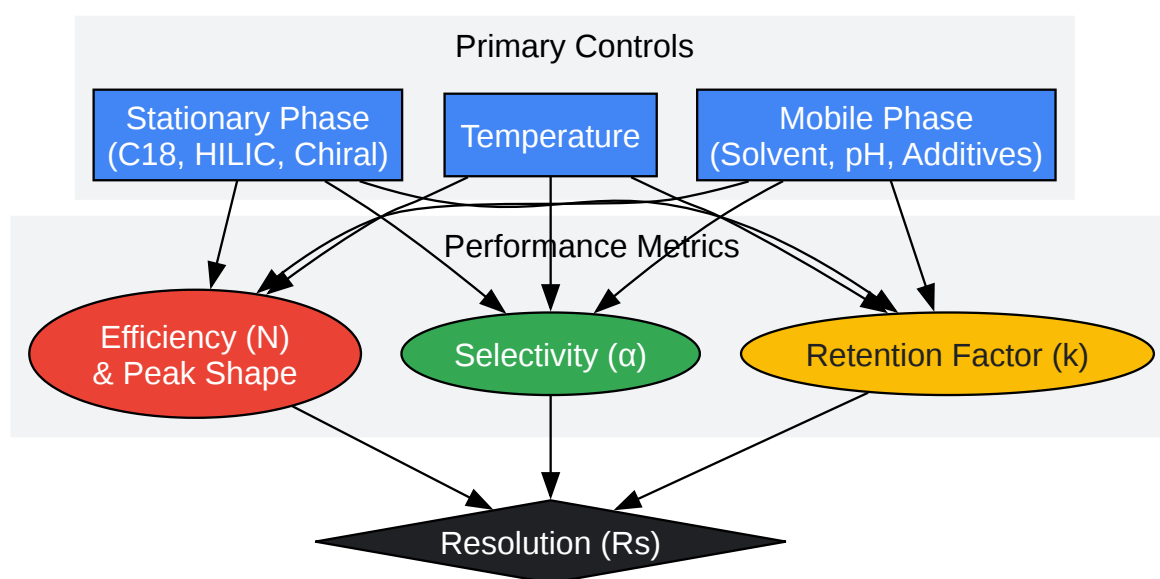 Primary Controls
Stationary Phase
(C18, HILIC, Chiral)
Temperature
Mobile Phase
(Solvent, pH, Additives)
Performance Metrics
Efficiency (N)
& Peak Shape
Selectivity (α)
Retention Factor (k)
Resolution (Rs)